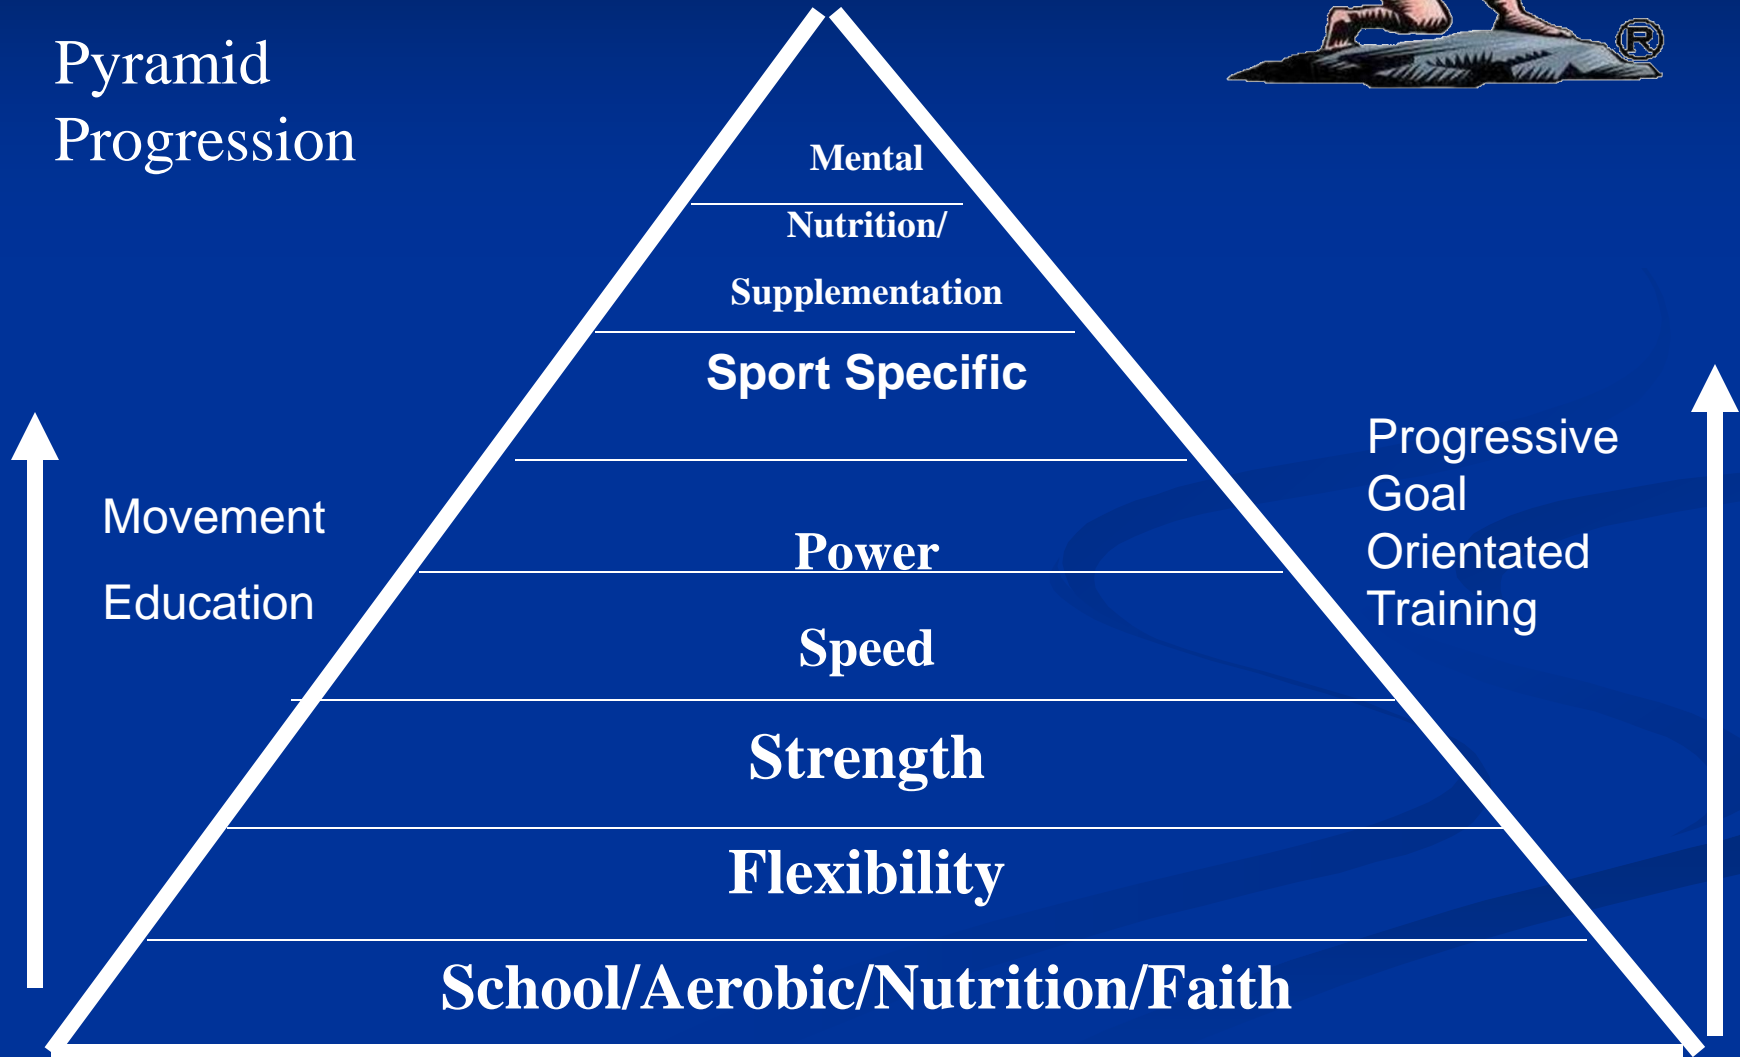 Pyramid
Progression
®
Mental
Nutrition/
Supplementation
Sport Specific
Power
Speed
Strength
Flexibility
School/Aerobic/Nutrition/Faith
Movement
Education
Progressive
Goal
Orientated
Training